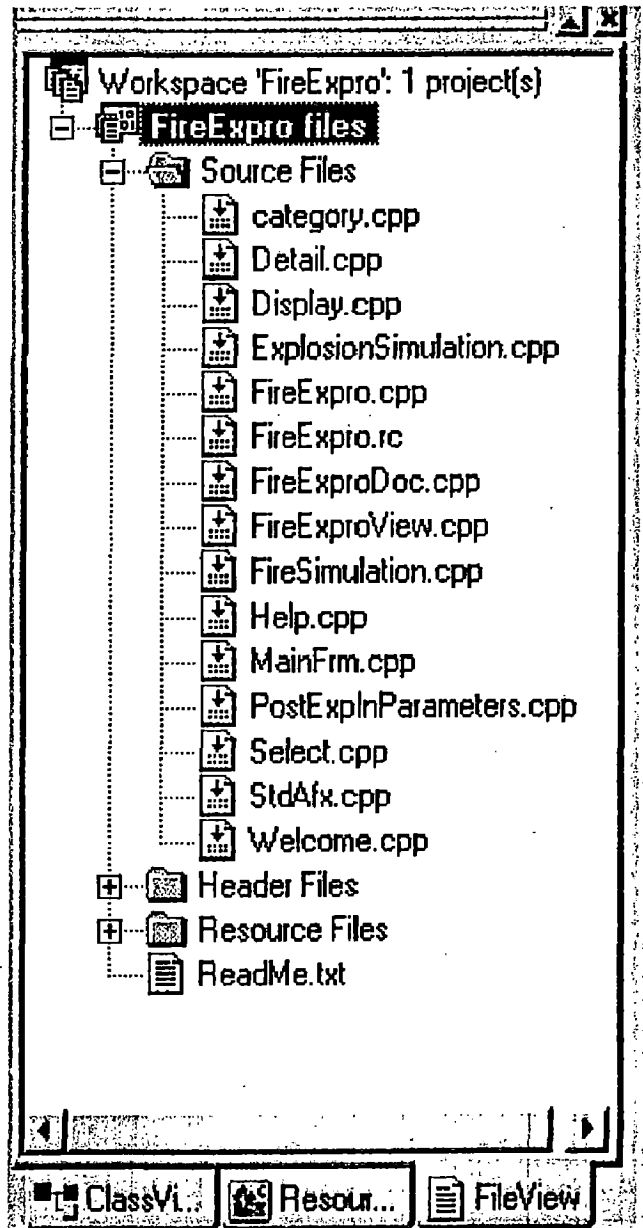 Workspace 'FireExpro': 1 project(s)
FireExpro files
Source Files
category.cpp
Detail.cpp
Display.cpp
ExplosionSimulation.cpp
FireExpro.cpp
FireExpro.rc
FireExproDoc.cpp
FireExproView.cpp
FireSimulation.cpp
Help.cpp
MainFrm.cpp
PostExplnParameters.cpp
Select.cpp
StdAfx.cpp
Welcome.cpp
Header Files
Resource Files
ReadMe.txt
ClassVi... Resour... FileView